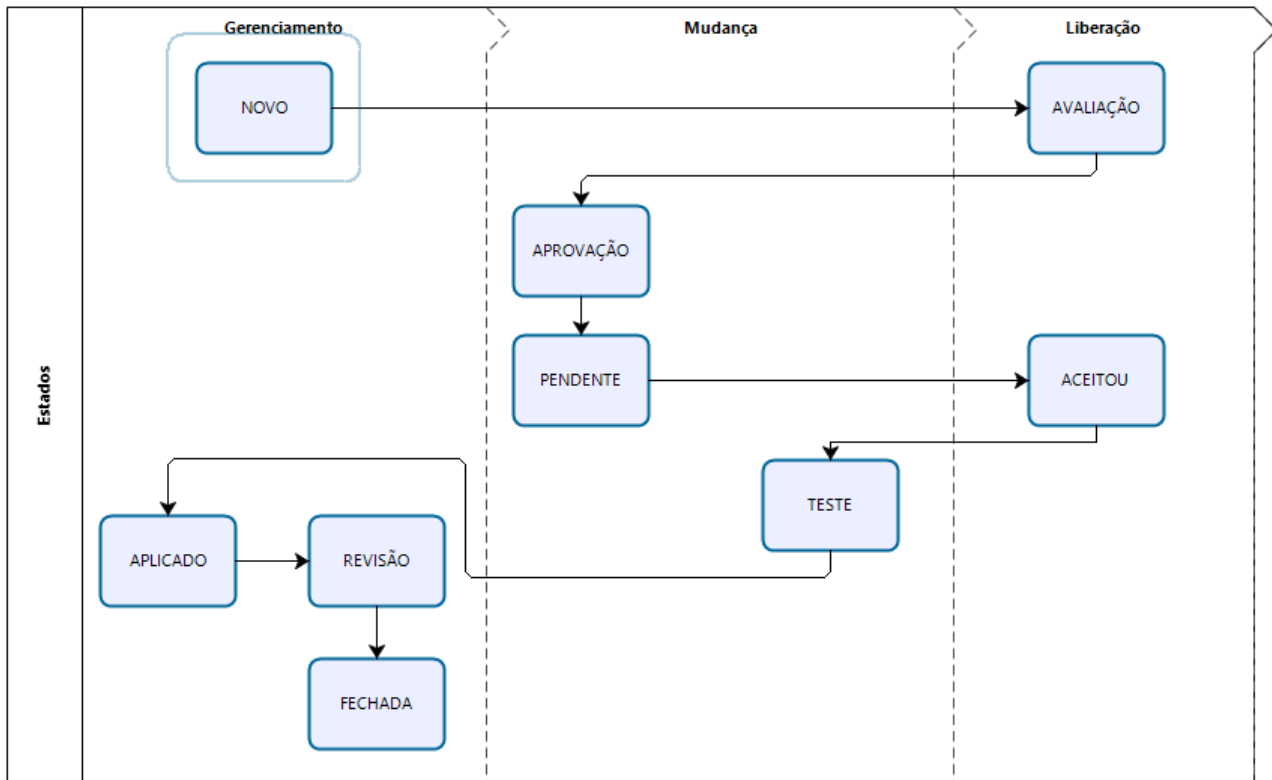 Gerenciamento
Mudança
Liberação
Estados
NOVO
AVALIAÇÃO
APROVAÇÃO
PENDENTE
ACEITOU
TESTE
APLICADO
REVISÃO
FECHADA